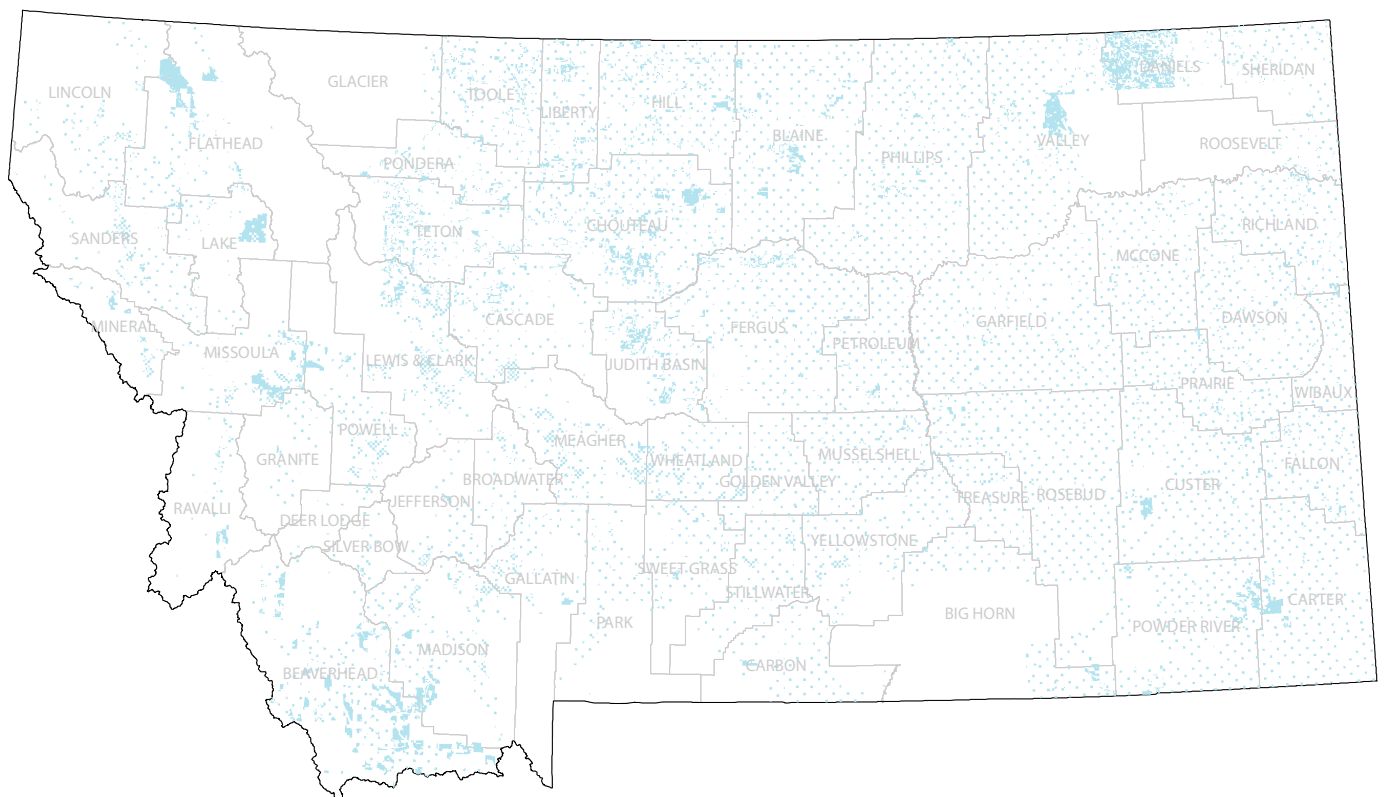 GLACIER
DANIELS
SHERIDAN
LINCOLN
TOOLE
HILL
LIBERTY
BLAINE
FLATHEAD
VALLEY
ROOSEVELT
PONDERA
PHILLIPS
CHOUTEAU
RICHLAND
TETON
SANDERS
LAKE
MCCONE
CASCADE
GARFIELD
DAWSON
MINERAL
FERGUS
MISSOULA
PETROLEUM
LEWIS & CLARK
JUDITH BASIN
PRAIRIE
WIBAUX
POWELL
MEAGHER
GRANITE
WHEATLAND
MUSSELSHELL
FALLON
BROADWATER
GOLDEN VALLEY
CUSTER
JEFFERSON
TREASURE
ROSEBUD
RAVALLI
DEER LODGE
SILVER BOW
YELLOWSTONE
GALLATIN
SWEET GRASS
STILLWATER
CARTER
BIG HORN
PARK
POWDER RIVER
MADISON
CARBON
BEAVERHEAD